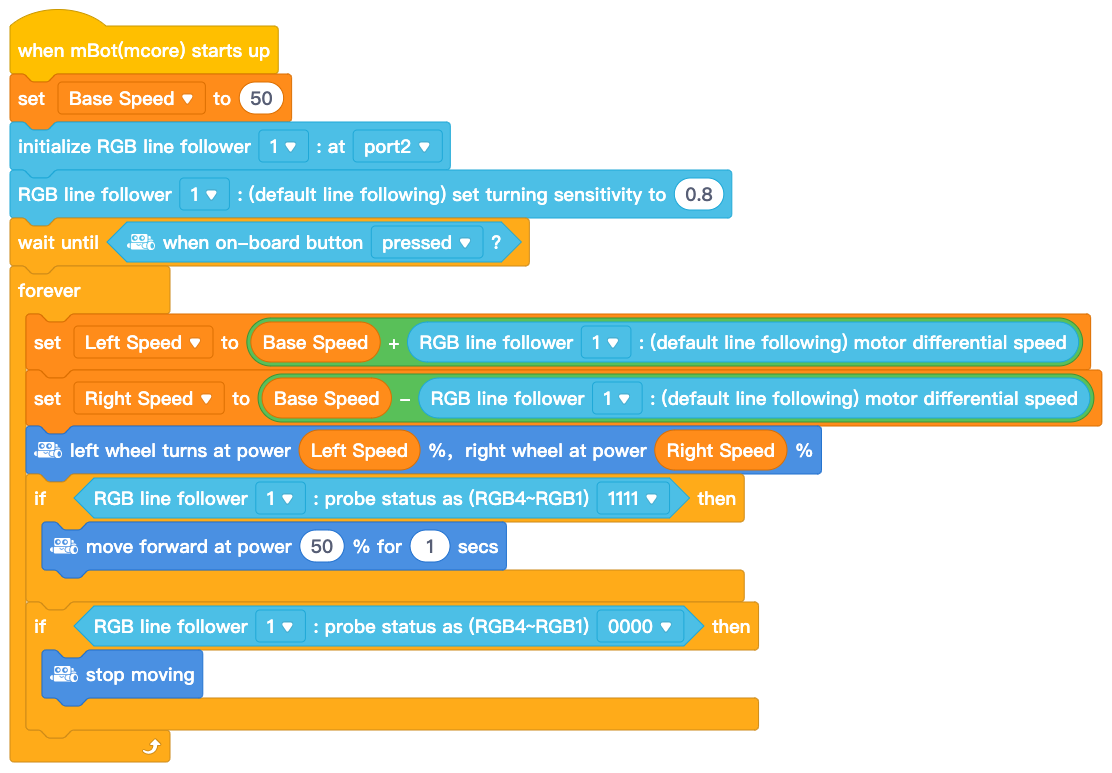 when mBot(mcore) starts up
set Base Speed to 50
initialize RGB line follower 1 : at port2
RGB line follower 1 : (default line following) set turning sensitivity to 0.8
wait until when on-board button pressed ?
forever
set Left Speed to Base Speed + RGB line follower 1 : (default line following) motor differential speed
set Right Speed to Base Speed - RGB line follower 1 : (default line following) motor differential speed
left wheel turns at power Left Speed %, right wheel at power Right Speed %
if RGB line follower 1 : probe status as (RGB4~RGB1) 1111 then
move forward at power 50 % for 1 secs
if RGB line follower 1 : probe status as (RGB4~RGB1) 0000 then
stop moving